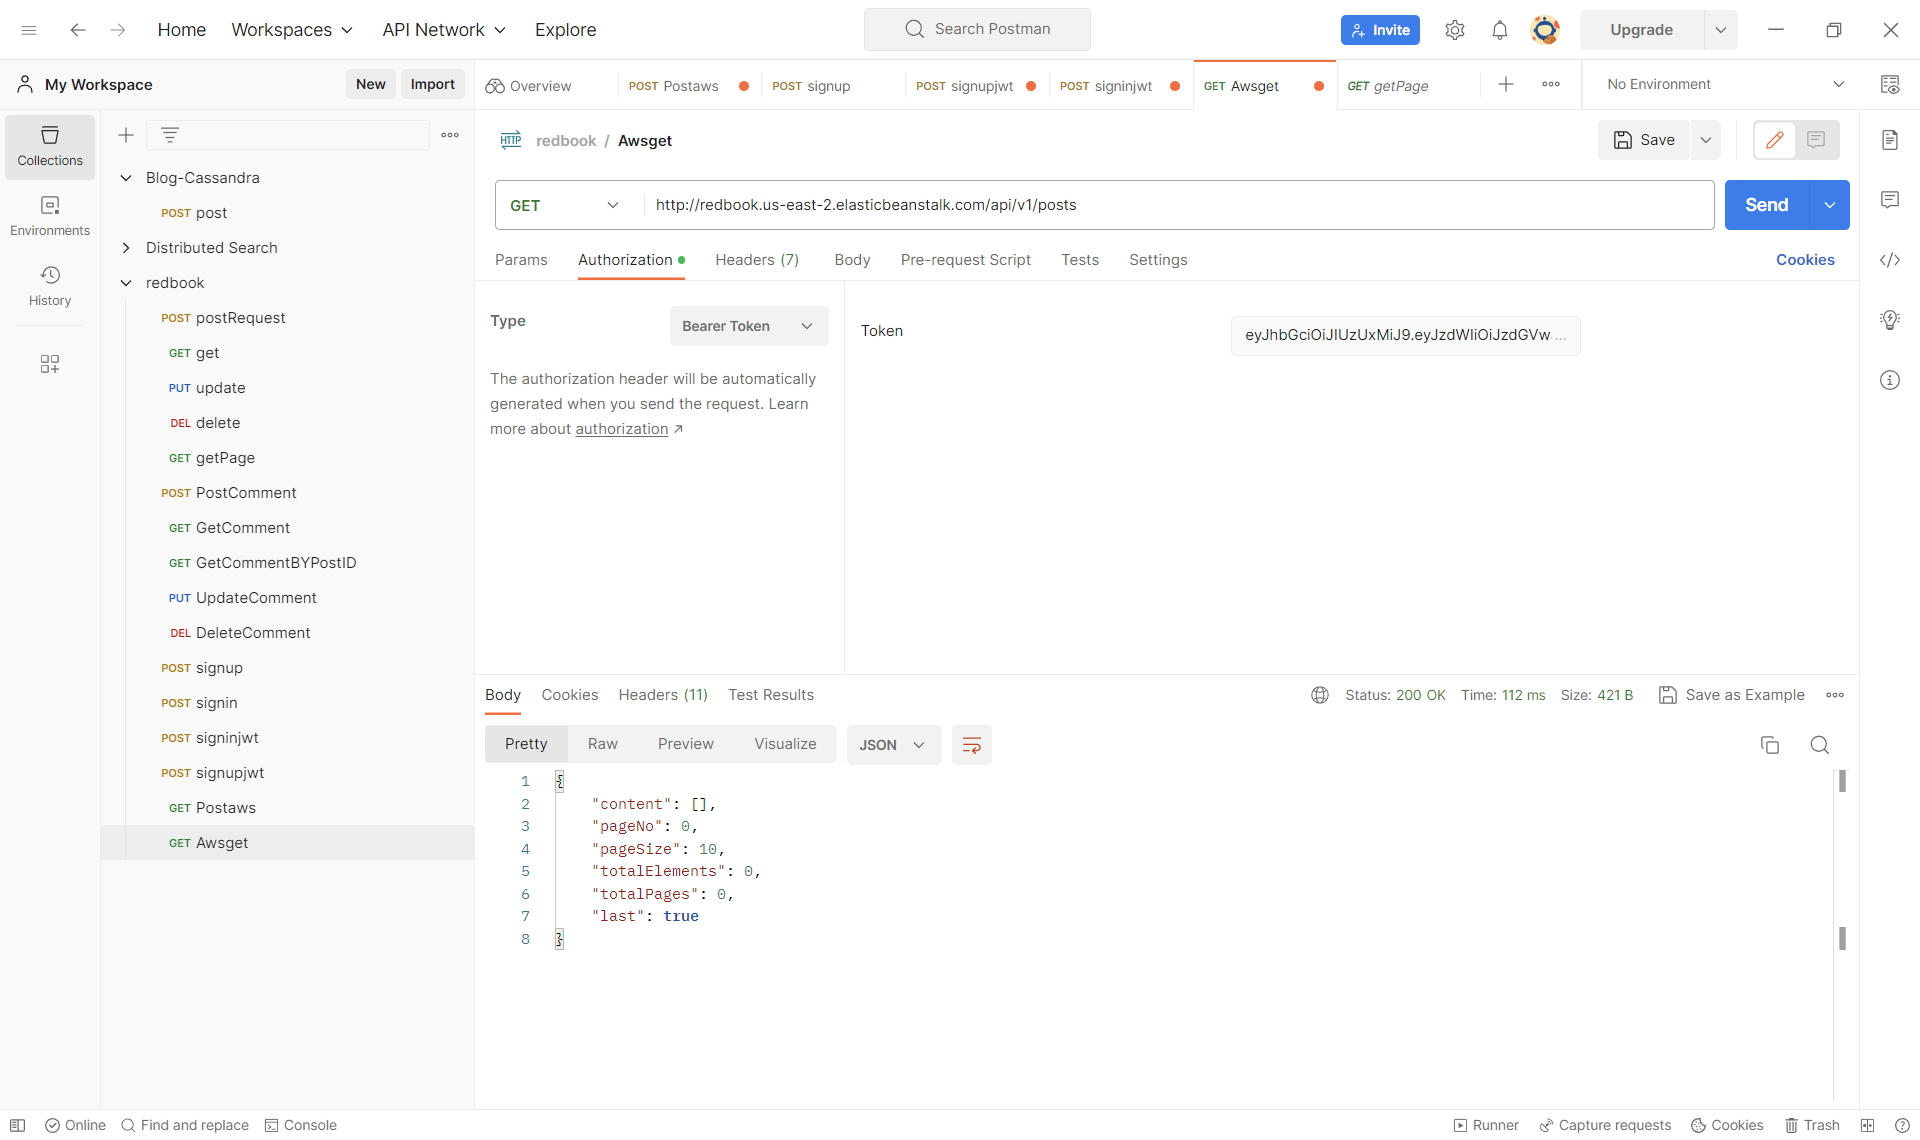 Home Workspaces API Network Explore Search Postman Invite Upgrade
My Workspace New Import Overview POST Postaws POST signup POST signupjwt POST signinjwt GET Awsget GET getPage No Environment
Collections
Environments
History
Blog-Cassandra
POST post
Distributed Search
redbook
POST postRequest
GET get
PUT update
DEL delete
GET getPage
POST PostComment
GET GetComment
GET GetCommentBYPostID
PUT UpdateComment
DEL DeleteComment
POST signup
POST signin
POST signinjwt
POST signupjwt
GET Postaws
GET Awsget
HTTP redbook / Awsget Save
GET http://redbook.us-east-2.elasticbeanstalk.com/api/v1/posts Send
Params Authorization Headers (7) Body Pre-request Script Tests Settings Cookies
Type Bearer Token
The authorization header will be automatically
generated when you send the request. Learn
more about authorization ↗
Token eyJhbGciOiJIUzUxMiJ9.eyJzdWIiOiJzdGVw...
Body Cookies Headers (11) Test Results Status: 200 OK Time: 112 ms Size: 421 B Save as Example
Pretty Raw Preview Visualize JSON
1 {
2 "content": [],
3 "pageNo": 0,
4 "pageSize": 10,
5 "totalElements": 0,
6 "totalPages": 0,
7 "last": true
8 }
Online Find and replace Console Runner Capture requests Cookies Trash